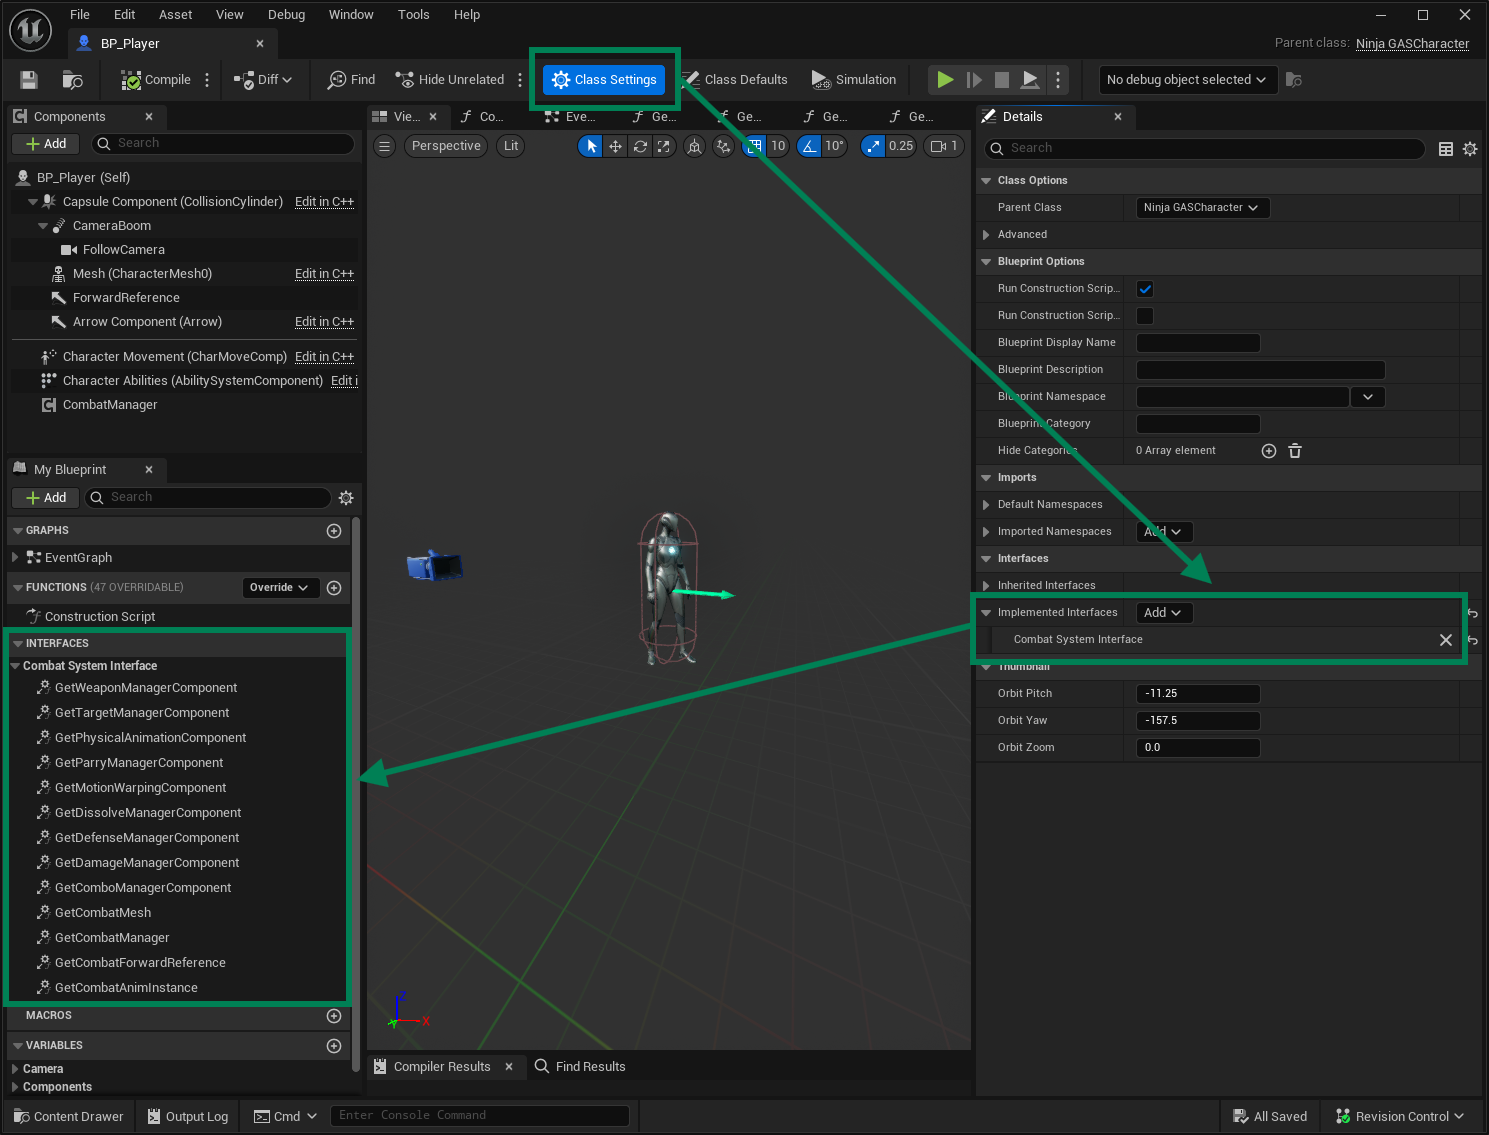 File Edit Asset View Debug Window Tools Help
BP_Player
Parent class: Ninja GASCharacter
Compile Diff Find Hide Unrelated Class Settings Class Defaults Simulation No debug object selected
Components
Add Search
BP_Player (Self)
Capsule Component (CollisionCylinder) Edit in C++
CameraBoom
FollowCamera
Mesh (CharacterMesh0) Edit in C++
ForwardReference
Arrow Component (Arrow) Edit in C++
Character Movement (CharMoveComp) Edit in C++
Character Abilities (AbilitySystemComponent) Edit i
CombatManager
My Blueprint
Add Search
GRAPHS
EventGraph
FUNCTIONS (47 OVERRIDABLE) Override
Construction Script
INTERFACES
Combat System Interface
GetWeaponManagerComponent
GetTargetManagerComponent
GetPhysicalAnimationComponent
GetParryManagerComponent
GetMotionWarpingComponent
GetDissolveManagerComponent
GetDefenseManagerComponent
GetDamageManagerComponent
GetComboManagerComponent
GetCombatMesh
GetCombatManager
GetCombatForwardReference
GetCombatAnimInstance
MACROS
VARIABLES
Camera
Components
Vie... Co... Eve... Ge... Ge... Ge... Ge...
Perspective Lit 10 10° 0.25 1
Z
X
Y
Compiler Results Find Results
Details
Search
Class Options
Parent Class Ninja GASCharacter
Advanced
Blueprint Options
Run Construction Scrip...
Run Construction Scrip...
Blueprint Display Name
Blueprint Description
Blueprint Namespace
Blueprint Category
Hide Categories 0 Array element
Imports
Default Namespaces
Imported Namespaces Add
Interfaces
Inherited Interfaces
Implemented Interfaces Add
Combat System Interface
Thumbnail
Orbit Pitch -11.25
Orbit Yaw -157.5
Orbit Zoom 0.0
Content Drawer Output Log Cmd Enter Console Command All Saved Revision Control